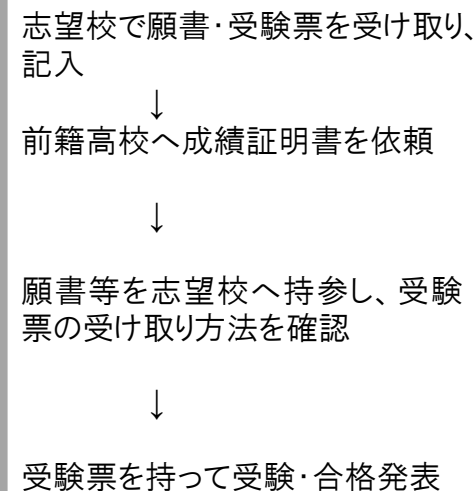 志望校で願書･受験票を受け取り、
記入
↓
前籍高校へ成績証明書を依頼
↓
願書等を志望校へ持参し、受験
票の受け取り方法を確認
↓
受験票を持って受験･合格発表